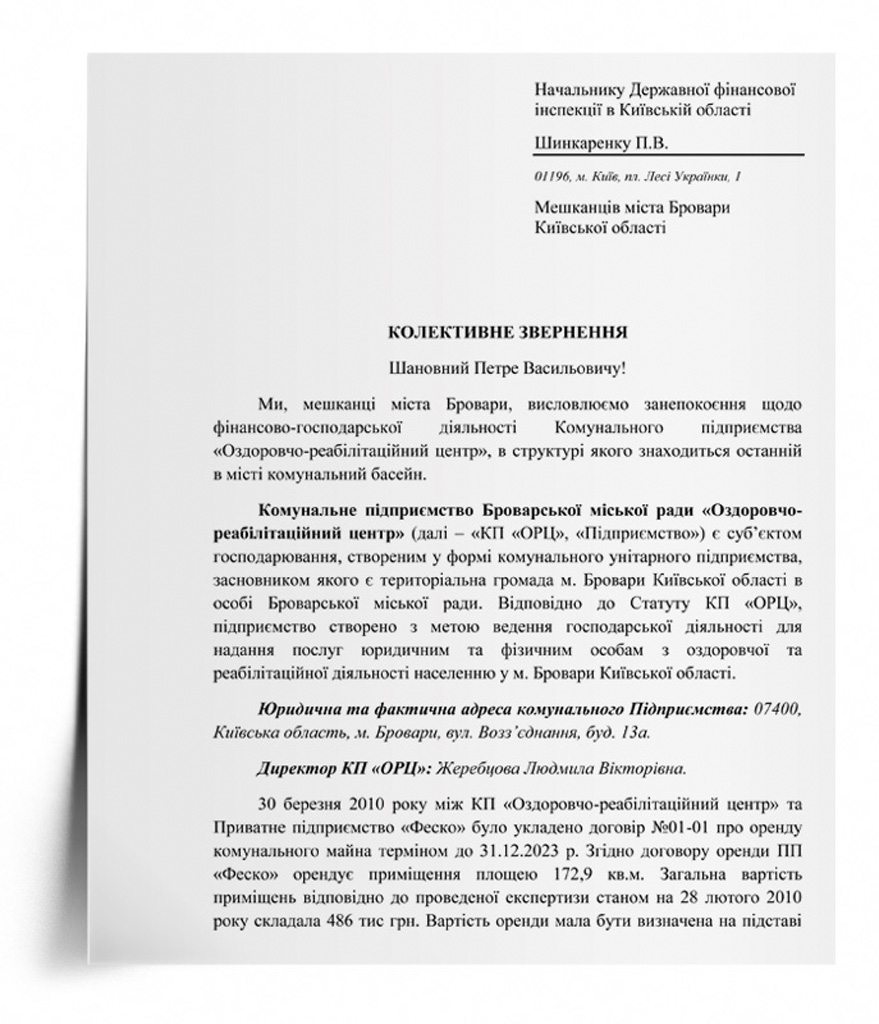 Начальнику Державної фінансової
інспекції в Київській області
Шинкаренку П.В.
01196, м. Київ, пл. Лесі Українки, 1
Мешканців міста Бровари
Київської області
КОЛЕКТИВНЕ ЗВЕРНЕННЯ
Шановний Петре Васильовичу!
Ми, мешканці міста Бровари, висловлюємо занепокоєння щодо
фінансово-господарської діяльності Комунального підприємства
«Оздоровчо-реабілітаційний центр», в структурі якого знаходиться останній
в місті комунальний басейн.
Комунальне підприємство Броварської міської ради «Оздоровчо-
реабілітаційний центр» (далі – «КП «ОРЦ», «Підприємство») є суб’єктом
господарювання, створеним у формі комунального унітарного підприємства,
засновником якого є територіальна громада м. Бровари Київської області в
особі Броварської міської ради. Відповідно до Статуту КП «ОРЦ»,
підприємство створено з метою ведення господарської діяльності для
надання послуг юридичним та фізичним особам з оздоровчої та
реабілітаційної діяльності населенню у м. Бровари Київської області.
Юридична та фактична адреса комунального Підприємства: 07400,
Київська область, м. Бровари, вул. Возз’єднання, буд. 13а.
Директор КП «ОРЦ»: Жеребцова Людмила Вікторівна.
30 березня 2010 року між КП «Оздоровчо-реабілітаційний центр» та
Приватне підприємство «Феско» було укладено договір №01-01 про оренду
комунального майна терміном до 31.12.2023 р. Згідно договору оренди ПП
«Феско» орендує приміщення площею 172,9 кв.м. Загальна вартість
приміщень відповідно до проведеної експертизи станом на 28 лютого 2010
року складала 486 тис грн. Вартість оренди мала бути визначена на підставі